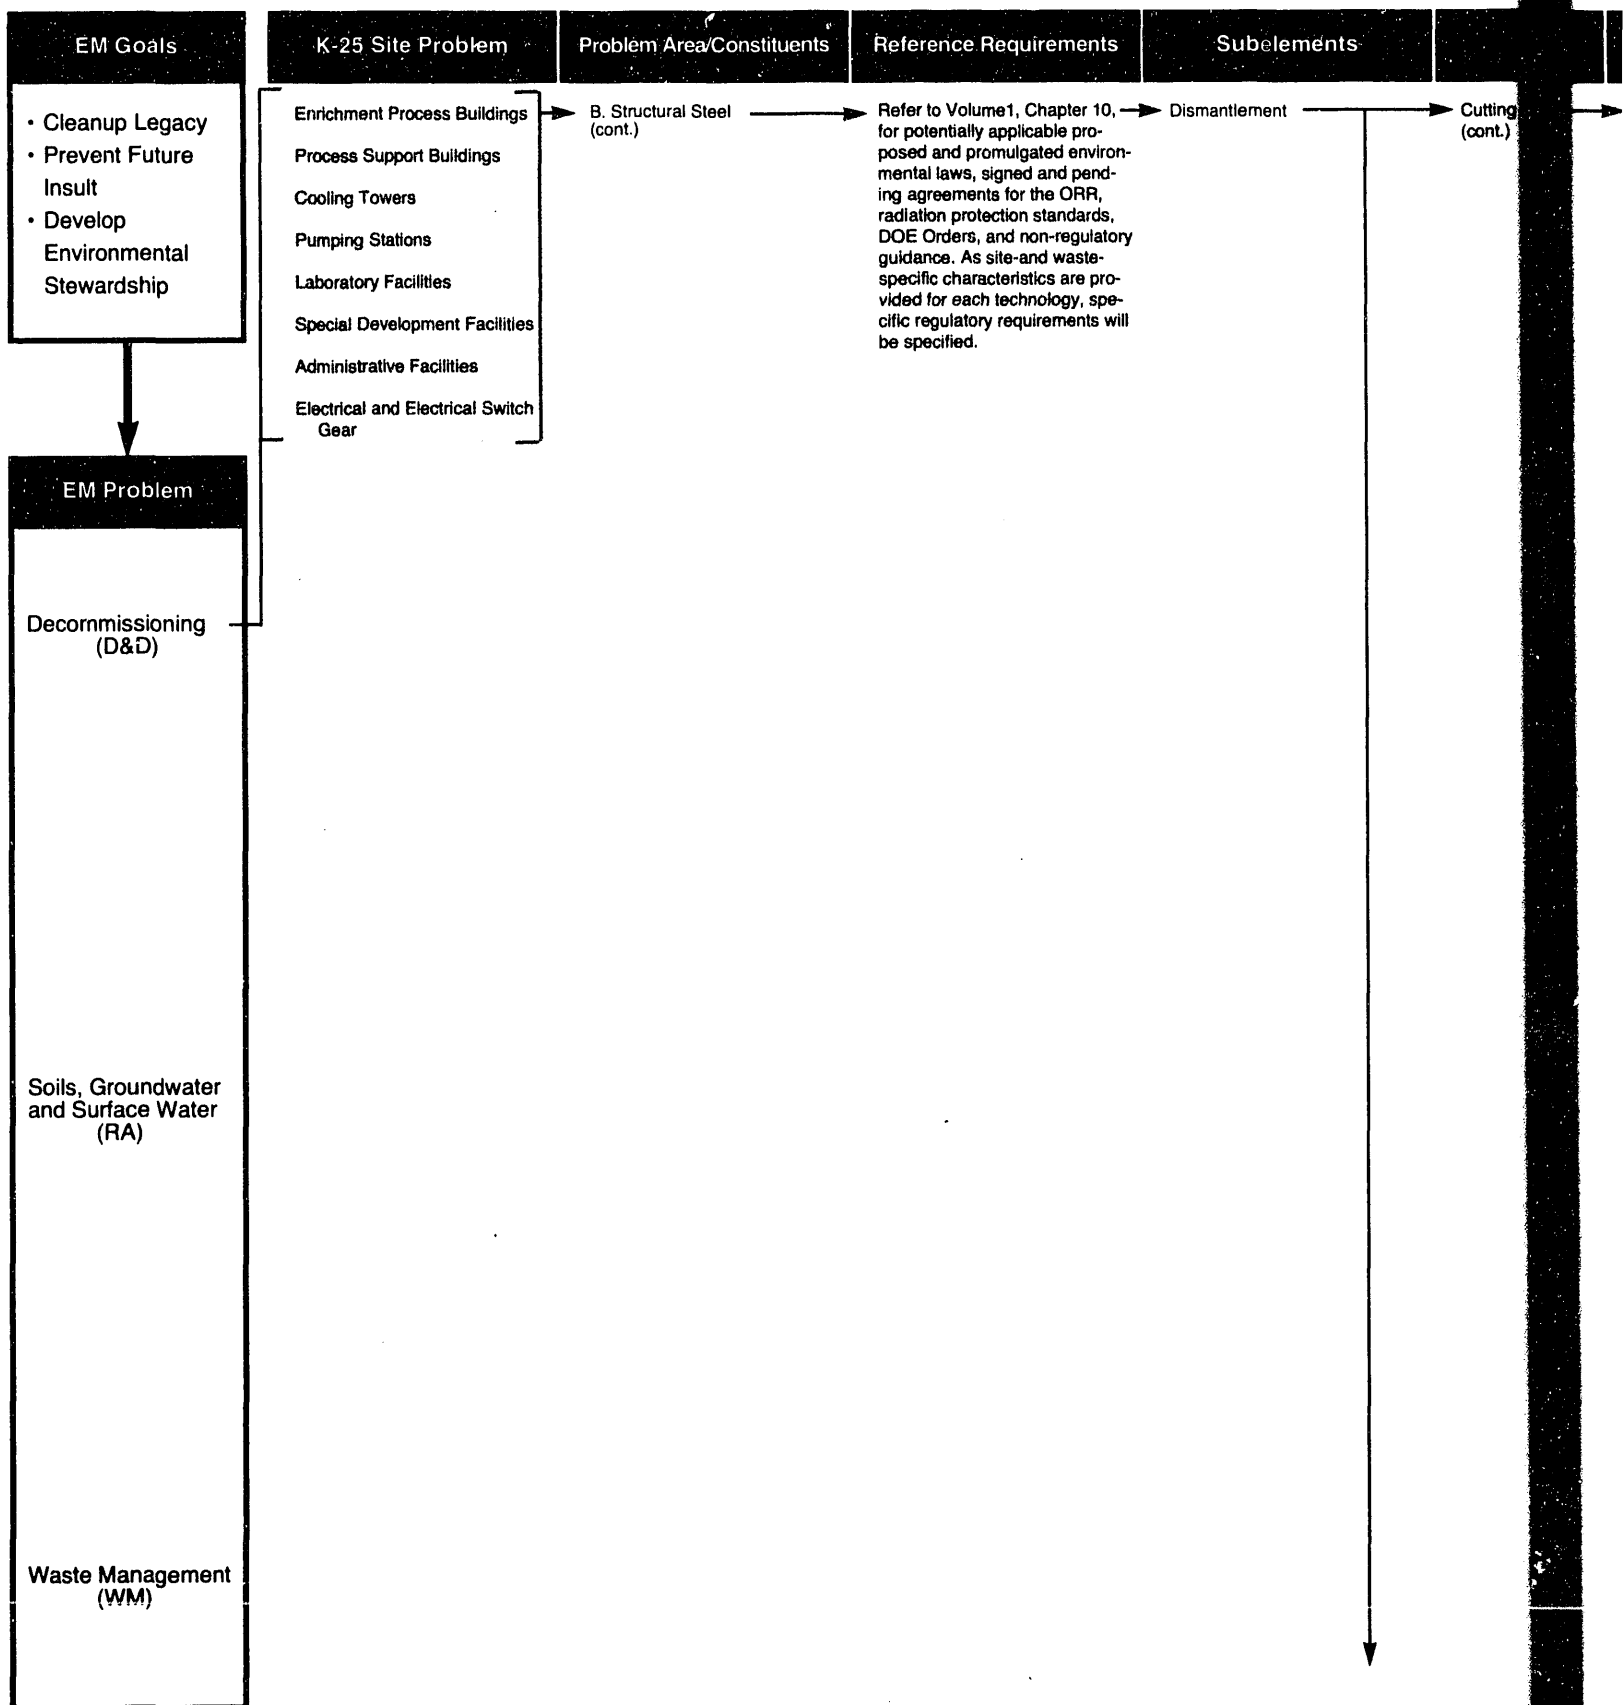 EM Goals
• Cleanup Legacy
• Prevent Future
Insult
• Develop
Environmental
Stewardship
EM Problem
Decommissioning
(D&D)
Soils, Groundwater
and Surface Water
(RA)
Waste Management
(WM)
K-25 Site Problem
Enrichment Process Buildings
Process Support Buildings
Cooling Towers
Pumping Stations
Laboratory Facilities
Special Development Facilities
Administrative Facilities
Electrical and Electrical Switch
Gear
Problem Area/Constituents
B. Structural Steel
(cont.)
Reference Requirements
Refer to Volume1, Chapter 10,
for potentially applicable pro-
posed and promulgated environ-
mental laws, signed and pend-
ing agreements for the ORR,
radiation protection standards,
DOE Orders, and non-regulatory
guidance. As site-and waste-
specific characteristics are pro-
vided for each technology, spe-
cific regulatory requirements will
be specified.
Subelements
Dismantlement
Cutting
(cont.)